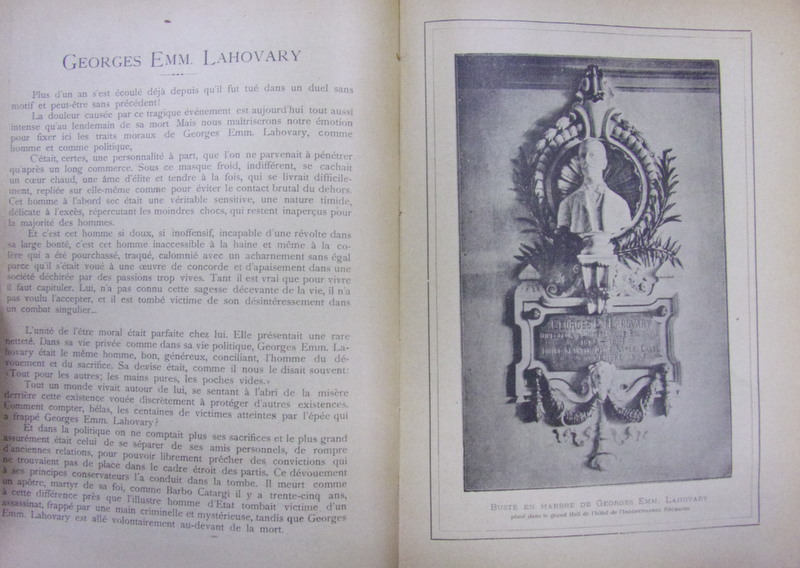 GEORGES EMM. LAHOVARY
Plus d'un an s'est écoulé déjà depuis qu'il fut tué dans un duel sans
motif et peut-être sans précédent!
La douleur causée par ce tragique événement est aujourd'hui tout aussi
intense qu'au lendemain de sa mort Mais nous maîtriserons notre émotion
pour fixer ici les traits moraux de Georges Emm. Lahovary, comme
homme et comme politique,
C'était, certes, une personnalité à part, que l'on ne parvenait à pénétrer
qu'après un long commerce. Sous ce masque froid, indifférent, se cachait
un cœur chaud, une âme d'élite et tendre à la fois, qui se livrait difficile-
ment, repliée sur elle-même comme pour éviter le contact brutal du dehors.
Cet homme à l'abord sec était une véritable sensitive, une nature timide,
délicate à l'excès, répercutant les moindres chocs, qui restent inaperçus pour
la majorité des hommes.
Et c'est cet homme si doux, si inoffensif, incapable d'une révolte dans
sa large bonté, c'est cet homme inaccessible à la haine et même à la co-
lère qui a été pourchassé, traqué, calomnié avec un acharnement sans égal
parce qu'il s'était voué à une œuvre de concorde et d'apaisement dans une
société déchirée par des passions trop vives. Tant il est vrai que pour vivre
il faut capituler. Lui, n'a pas connu cette sagesse décevante de la vie, il n'a
pas voulu l'accepter, et il est tombé victime de son désintéressement dans
un combat singulier...
L'unité de l'être moral était parfaite chez lui. Elle présentait une rare
netteté. Dans sa vie privée comme dans sa vie politique, Georges Emm. La-
hovary était le même homme, bon, généreux, conciliant, l'homme du dé-
vouement et du sacrifice. Sa devise était, comme il nous le disait souvent:
«Tout pour les autres; les mains pures, les poches vides.»
Tout un monde vivait autour de lui, se sentant à l'abri de la misère
derrière cette existence vouée discrètement à protéger d'autres existences.
Comment compter, hélas, les centaines de victimes atteintes par l'épée qui
a frappé Georges Emm. Lahovary?
Et dans la politique on ne comptait plus ses sacrifices et le plus grand
assurément était celui de se séparer de ses amis personnels, de rompre
d'anciennes relations, pour pouvoir librement prêcher des convictions qui
ne trouvaient pas de place dans le cadre étroit des partis. Ce dévouement
à ses principes conservateurs l'a conduit dans la tombe. Il meurt comme
un apôtre, martyr de sa foi, comme Barbo Catargi il y a trente-cinq ans,
à cette différence près que l'illustre homme d'Etat tombait victime d'un
assassinat, frappé par une main criminelle et mystérieuse, tandis que Georges
Emm. Lahovary est allé volontairement au-devant de la mort.
GEORGES E. LAHOVARY
BUSTE EN MARBRE DE GEORGES EMM. LAHOVARY
placé dans le grand Hall de l'hôtel de l'Indépendance Roumaine